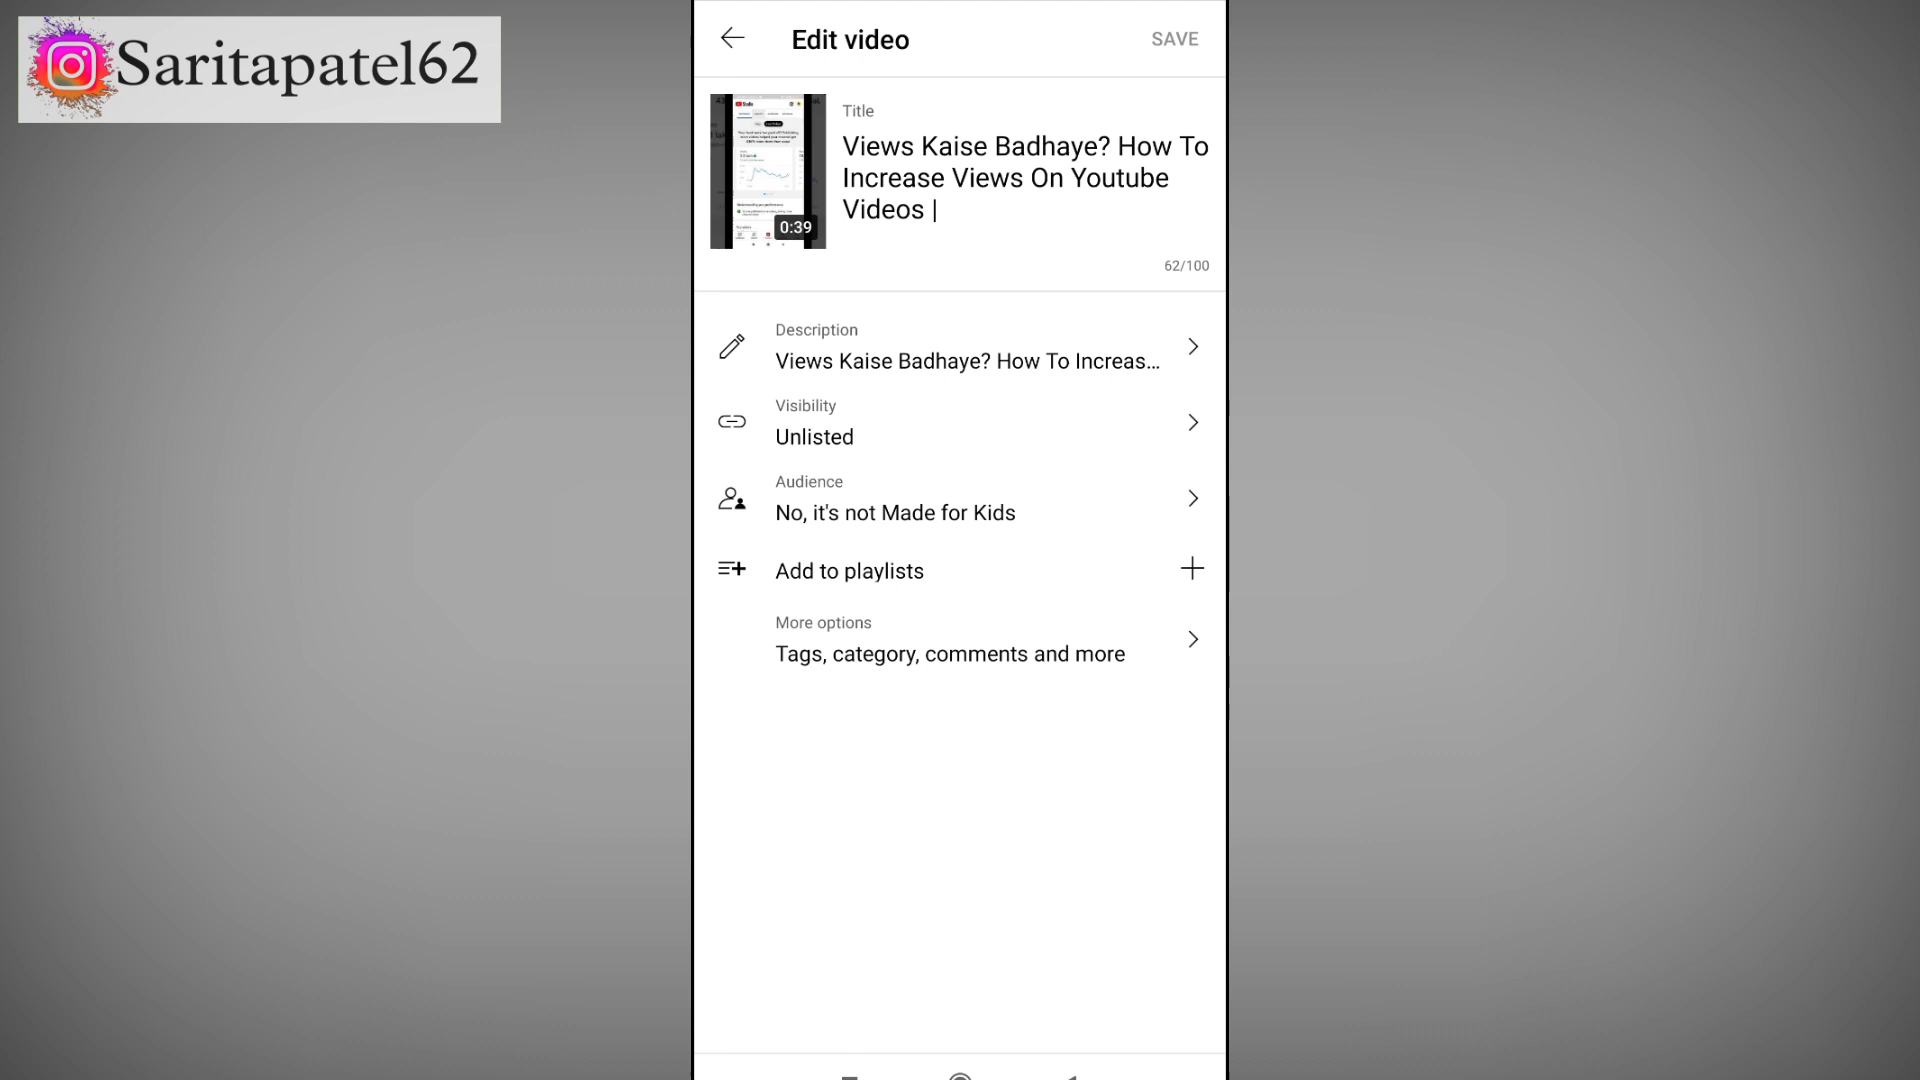 Saritapatel62
Edit video
SAVE
Title
Views Kaise Badhaye? How To
Increase Views On Youtube
Videos |
0:39
62/100
Description
Views Kaise Badhaye? How To Increas...
Visibility
Unlisted
Audience
No, it's not Made for Kids
Add to playlists
More options
Tags, category, comments and more